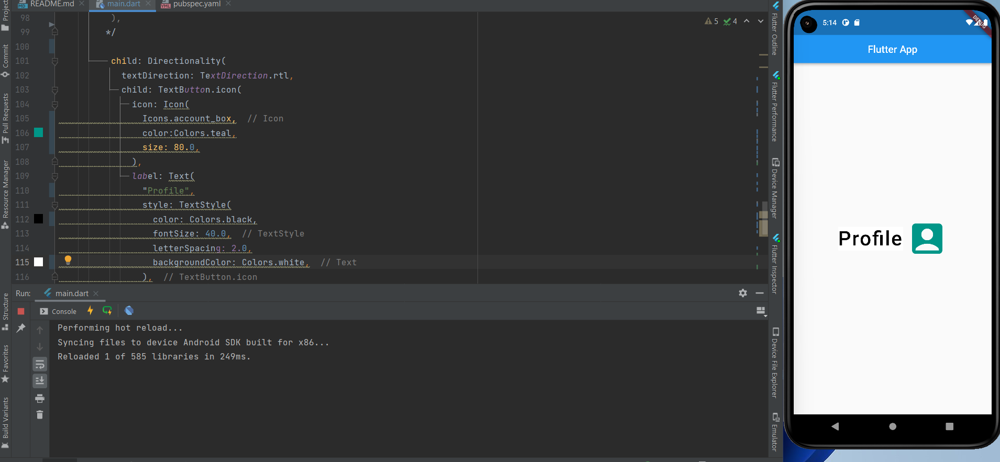 README.md
main.dart
pubspec.yaml
98 ),
99 */
100
101 child: Directionality(
102 textDirection: TextDirection.rtl,
103 child: TextButton.icon(
104 icon: Icon(
105 Icons.account_box, // Icon
106 color:Colors.teal,
107 size: 80.0,
108 ),
109 label: Text(
110 "Profile",
111 style: TextStyle(
112 color: Colors.black,
113 fontSize: 40.0, // TextStyle
114 letterSpacing: 2.0,
115 backgroundColor: Colors.white, // Text
116 ), // TextButton.icon
5 4
Project
Commit
Pull Requests
Resource Manager
Structure
Favorites
Build Variants
Run: main.dart
Console
Performing hot reload...
Syncing files to device Android SDK built for x86...
Reloaded 1 of 585 libraries in 249ms.
Flutter Outline
Flutter Performance
Device Manager
Flutter Inspector
Device File Explorer
Emulator
5:14
DEBUG
Flutter App
Profile